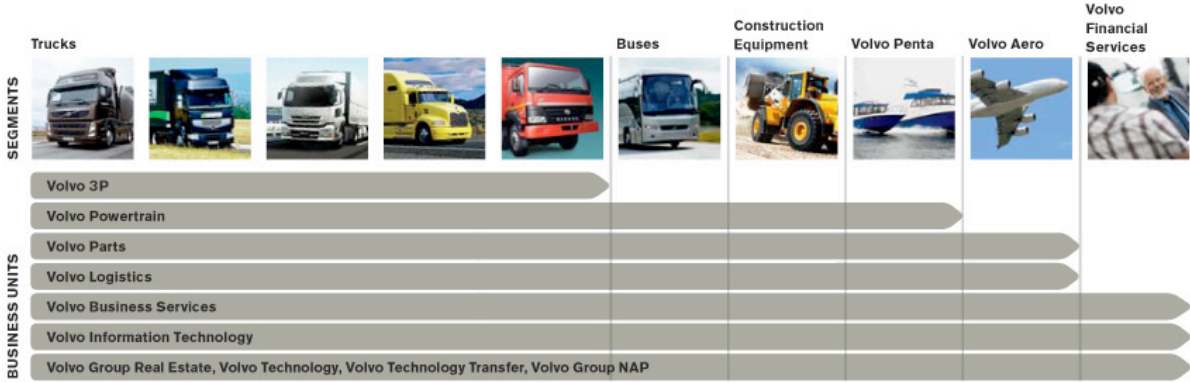 Trucks
Buses
Construction
Equipment
Volvo Penta
Volvo Aero
Volvo
Financial
Services
SEGMENTS
BUSINESS UNITS
Volvo 3P
Volvo Powertrain
Volvo Parts
Volvo Logistics
Volvo Business Services
Volvo Information Technology
Volvo Group Real Estate, Volvo Technology, Volvo Technology Transfer, Volvo Group NAP